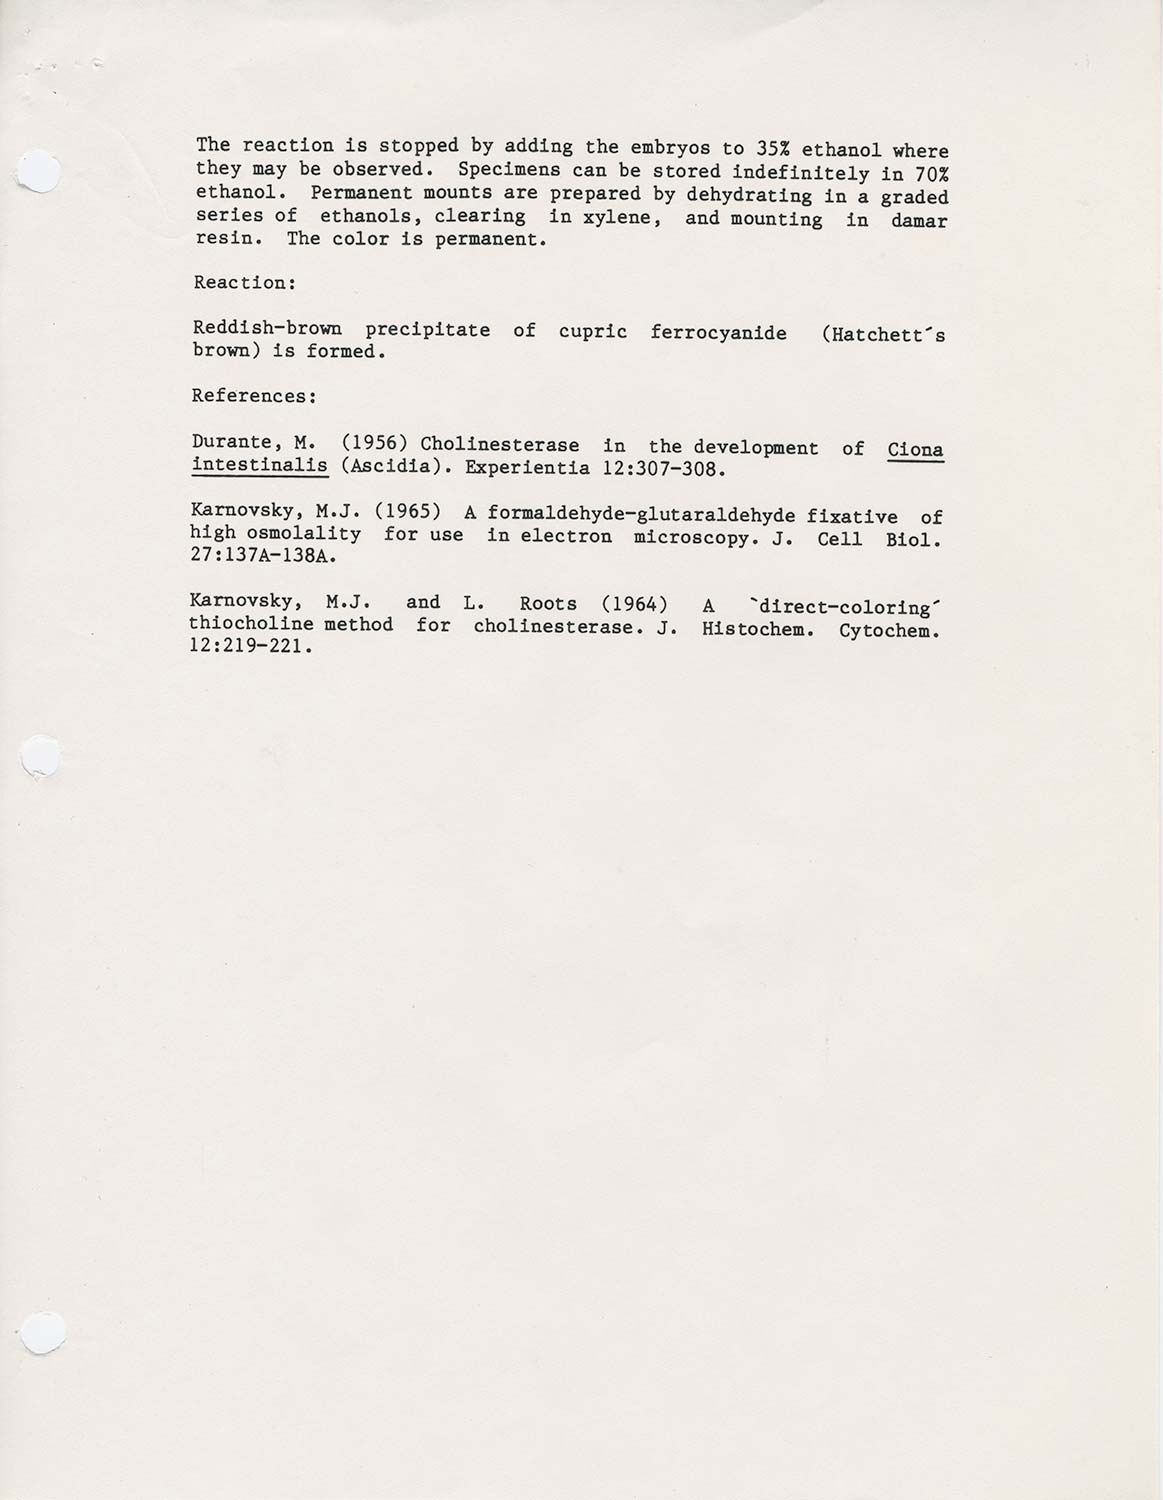 The reaction is stopped by adding the embryos to 35% ethanol where
they may be observed. Specimens can be stored indefinitely in 70%
ethanol. Permanent mounts are prepared by dehydrating in a graded
series of ethanols, clearing in xylene, and mounting in damar
resin. The color is permanent.
Reaction:
Reddish-brown precipitate of cupric ferrocyanide (Hatchett´s
brown) is formed.
References:
Durante, M. (1956) Cholinesterase in the development of Ciona
intestinalis (Ascidia). Experientia 12:307-308.
Karnovsky, M.J. (1965) A formaldehyde-glutaraldehyde fixative of
high osmolality for use in electron microscopy. J. Cell Biol.
27:137A-138A.
Karnovsky, M.J. and L. Roots (1964) A `direct-coloring´
thiocholine method for cholinesterase. J. Histochem. Cytochem.
12:219-221.